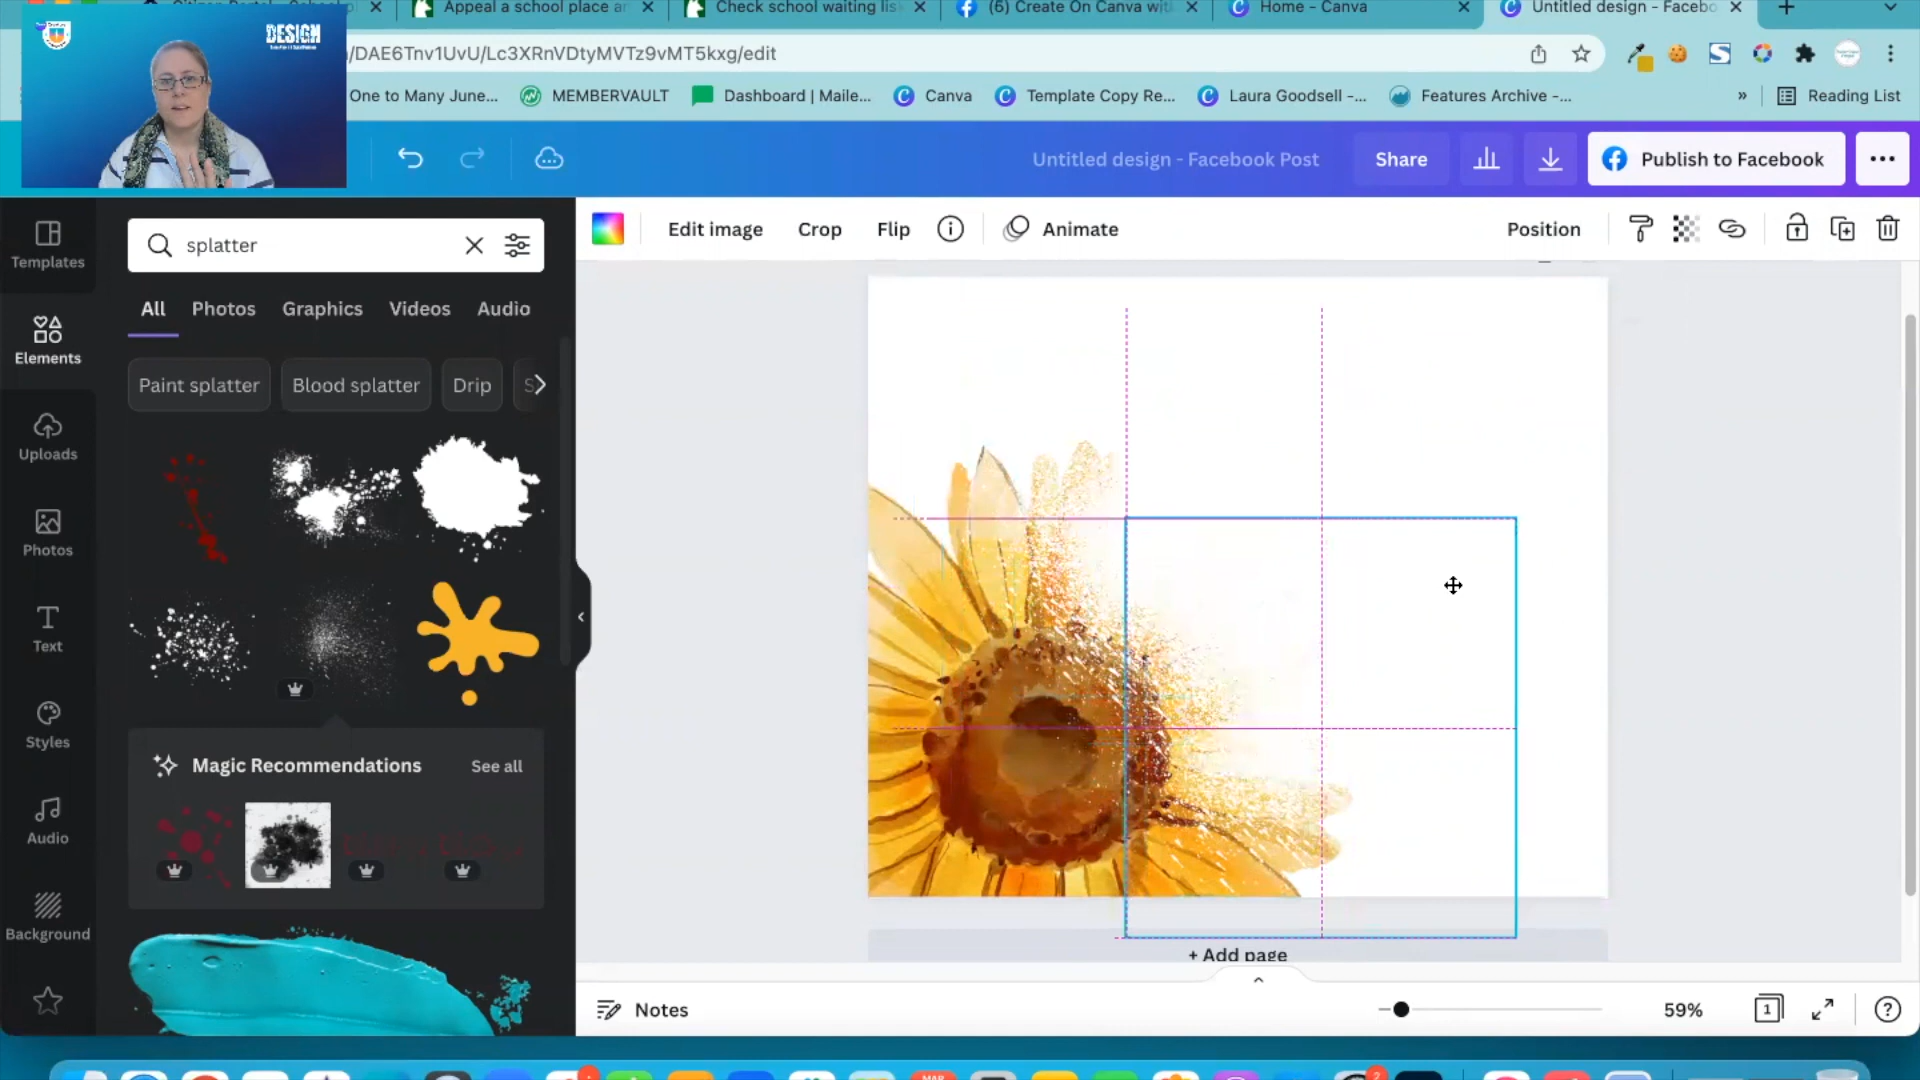 Appeal a school place a
Check school waiting lis
(6) Create On Canva wit
Home - Canva
Untitled design - Facebo
DESIGN
/DAE6Tnv1UvU/Lc3XRnVDtyMVTz9vMT5kxg/edit
One to Many June...
MEMBERVAULT
Dashboard | Maile...
Canva
Template Copy Re...
Laura Goodsell -...
Features Archive -...
»
Reading List
Untitled design - Facebook Post
Share
Publish to Facebook
Templates
Elements
Uploads
Photos
Text
Styles
Audio
Background
splatter
All
Photos
Graphics
Videos
Audio
Paint splatter
Blood splatter
Drip
S
Magic Recommendations
See all
Edit image
Crop
Flip
Animate
Position
+ Add page
Notes
59%
1
MAR
2